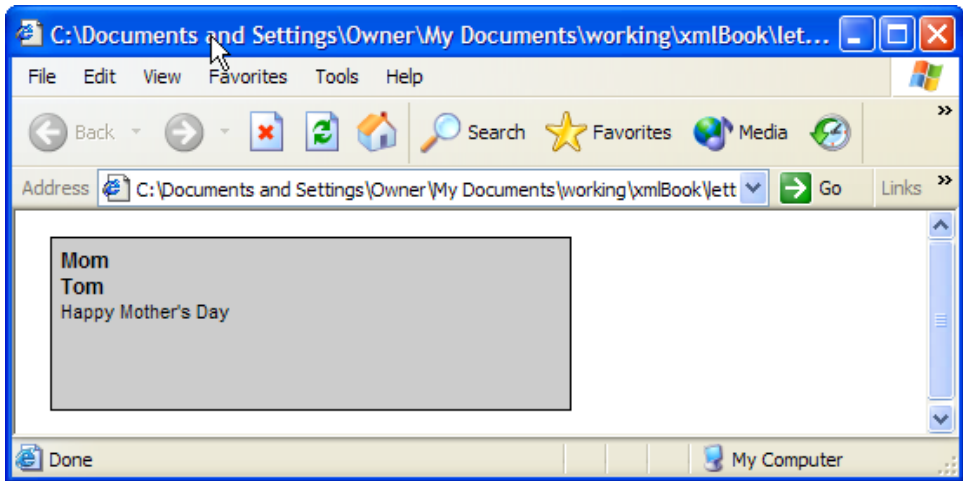 C:\Documents and Settings\Owner\My Documents\working\xmlBook\let...
File Edit View Favorites Tools Help
Back Search Favorites Media
Address C:\Documents and Settings\Owner\My Documents\working\xmlBook\lett Go Links
Mom
Tom
Happy Mother's Day
Done My Computer